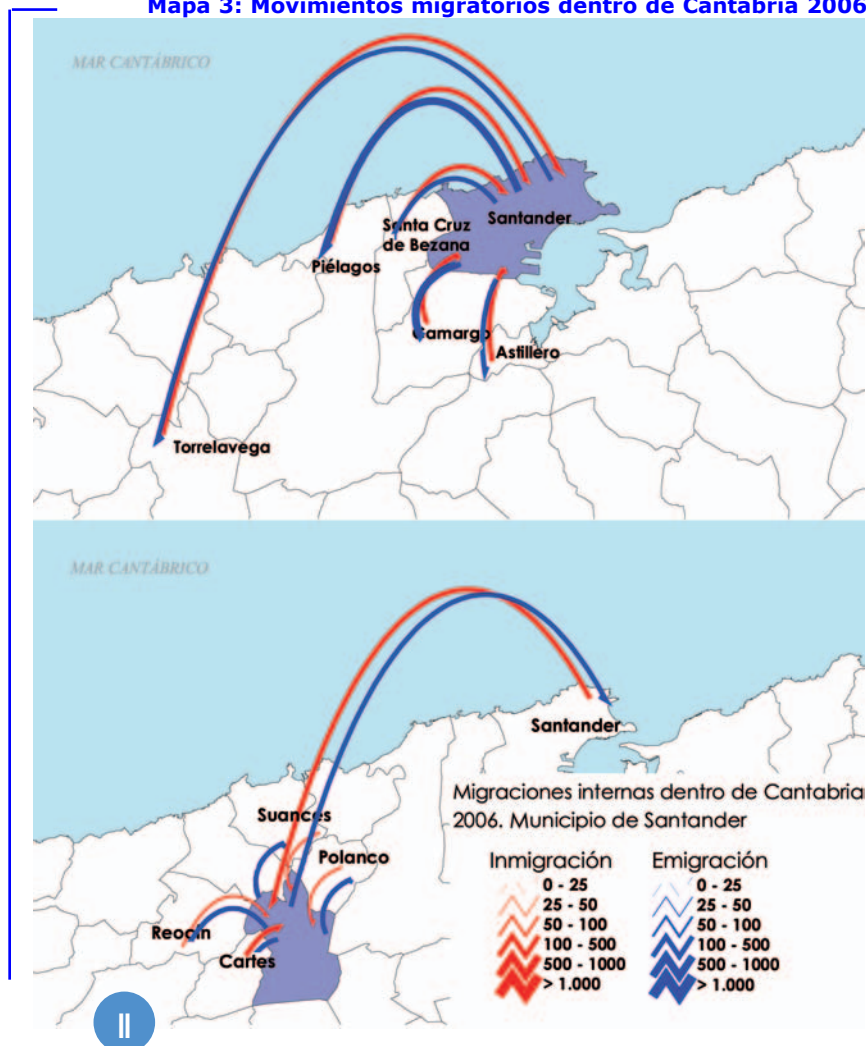 Mapa 3: Movimientos migratorios dentro de Cantabria 2006
MAR CANTÁBRICO
Santander
Santa Cruz
de Bezana
Piélagos
Camargo
Astillero
Torrelavega
MAR CANTÁBRICO
Santander
Suances
Polanco
Reocín
Cartes
Migraciones internas dentro de Cantabria
2006. Municipio de Santander
Inmigración Emigración
0 - 25 0 - 25
25 - 50 25 - 50
50 - 100 50 - 100
100 - 500 100 - 500
500 - 1000 500 - 1000
> 1.000 > 1.000
II